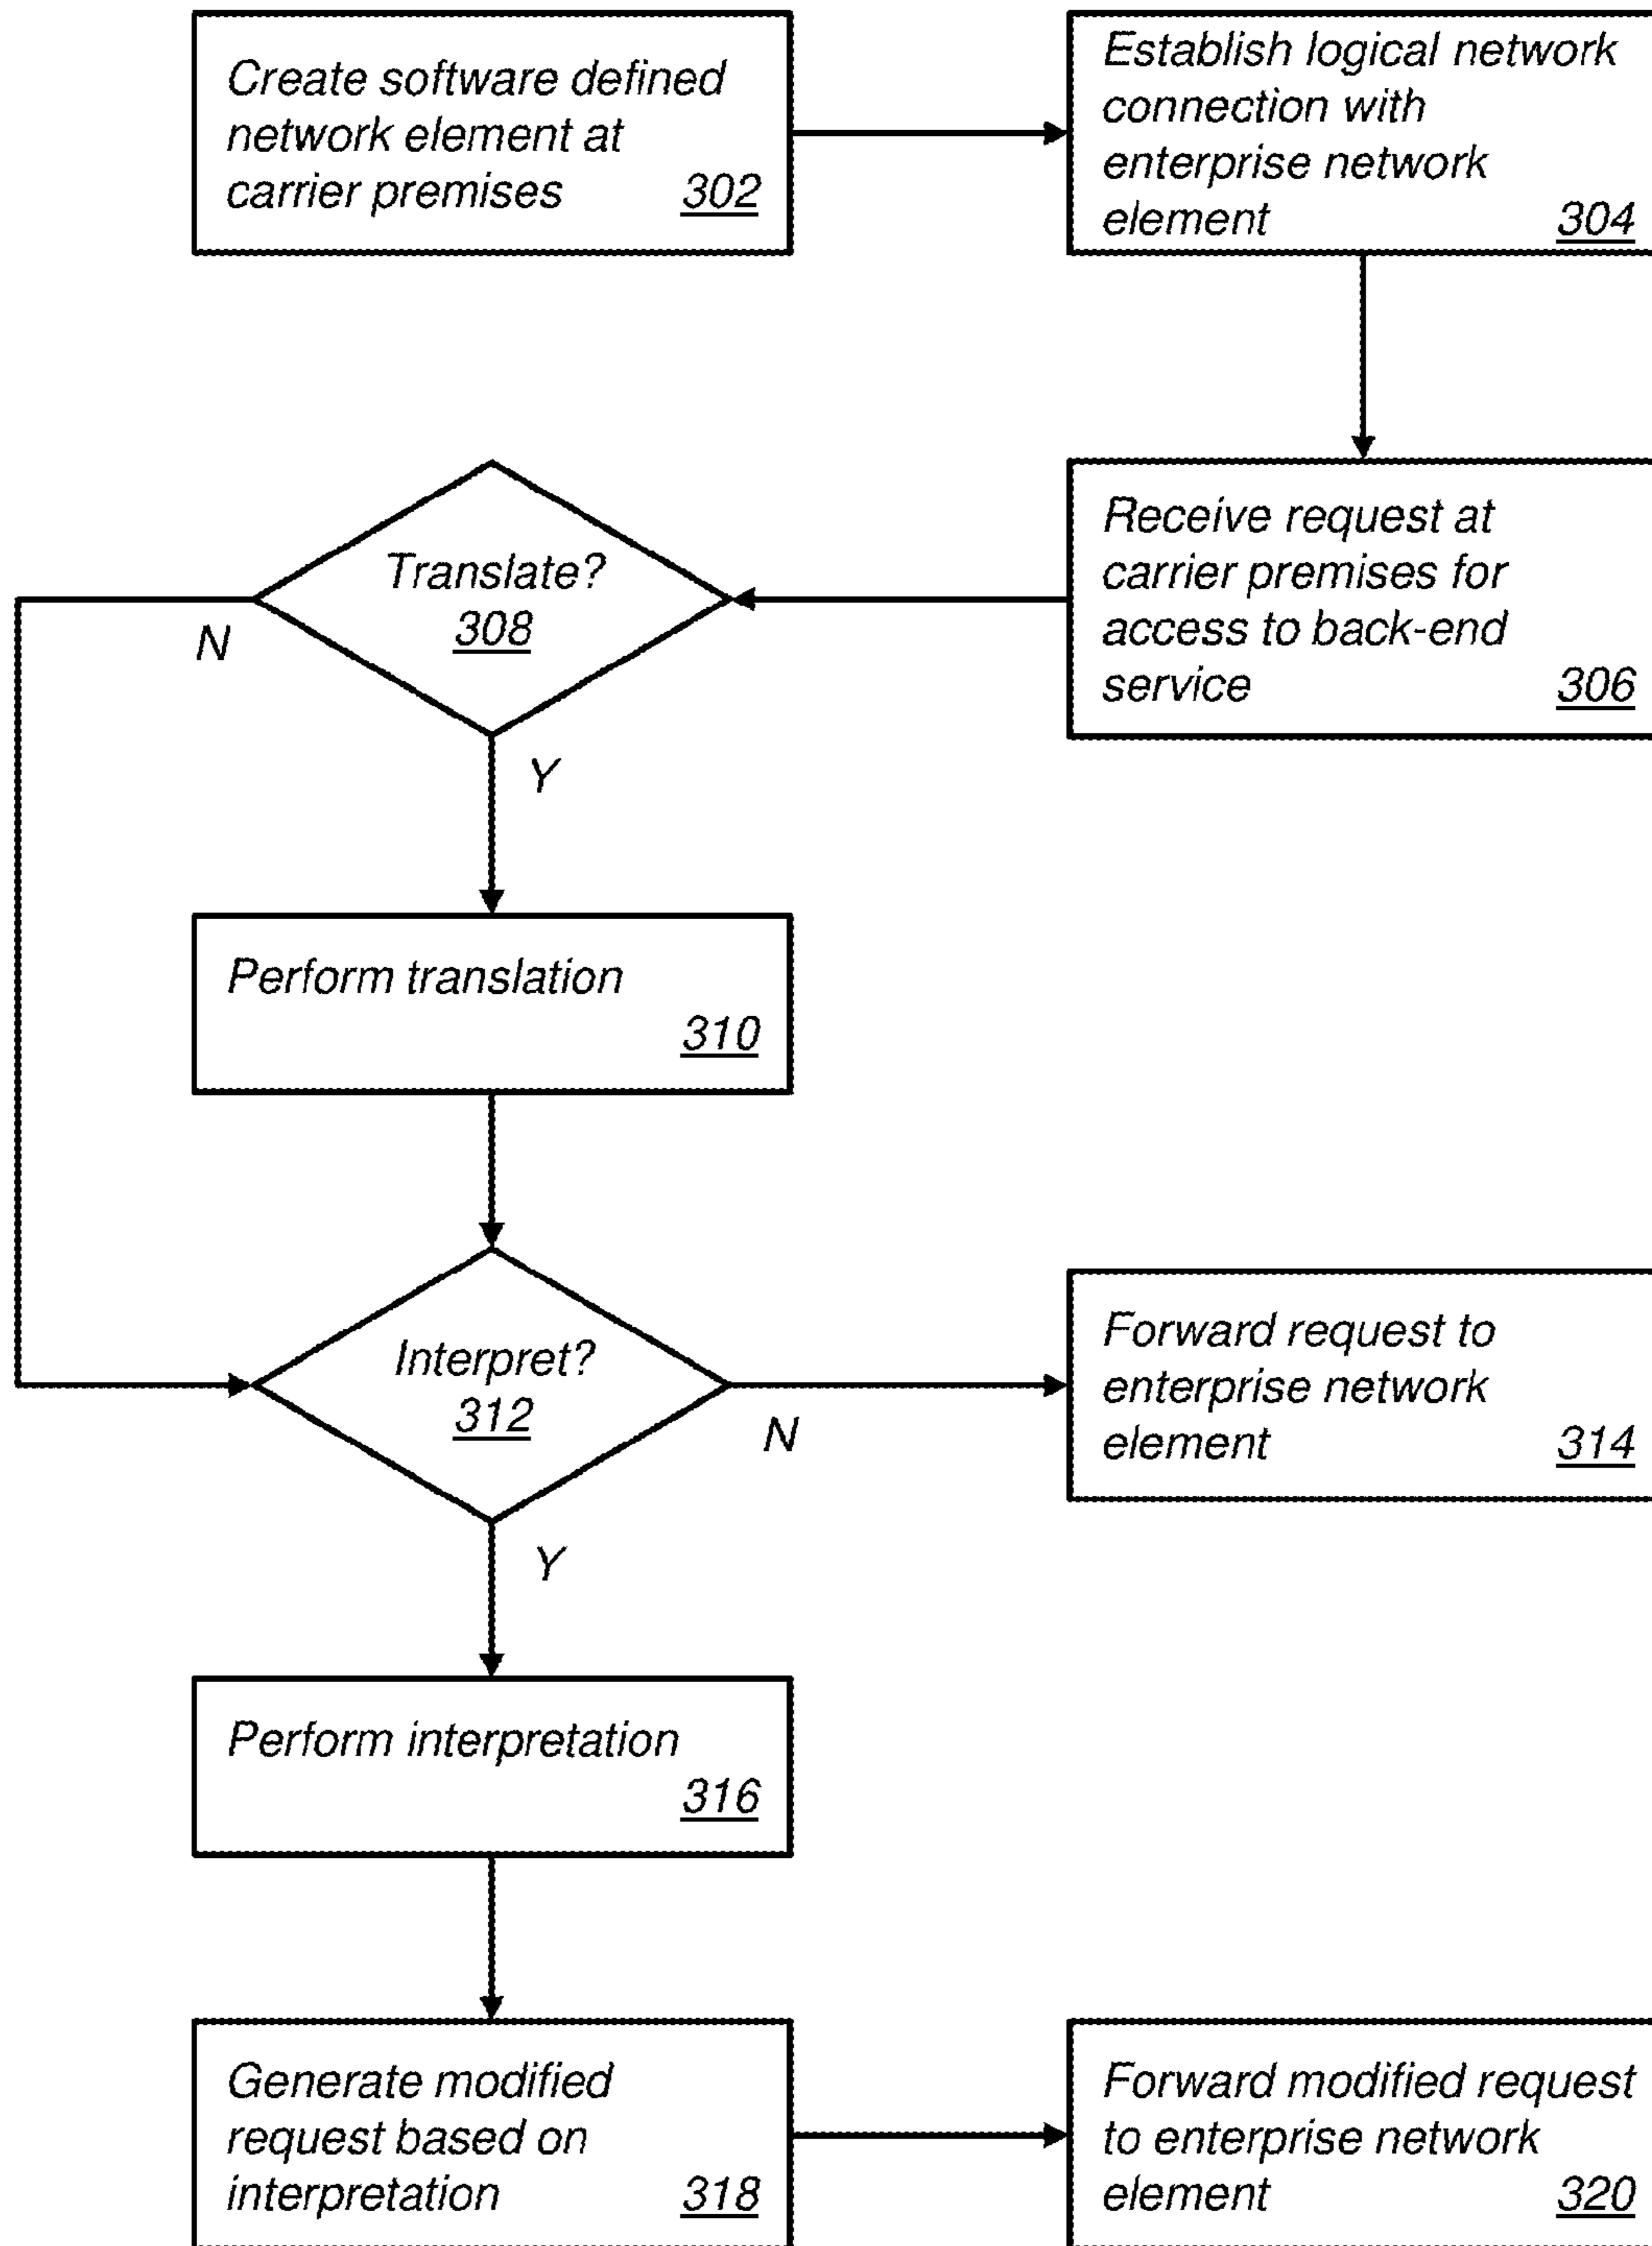 Create software defined
network element at
carrier premises 302
Establish logical network
connection with
enterprise network
element 304
Receive request at
carrier premises for
access to back-end
service 306
Translate?
308
N
Y
Perform translation
310
Interpret?
312
N
Y
Forward request to
enterprise network
element 314
Perform interpretation
316
Generate modified
request based on
interpretation 318
Forward modified request
to enterprise network
element 320